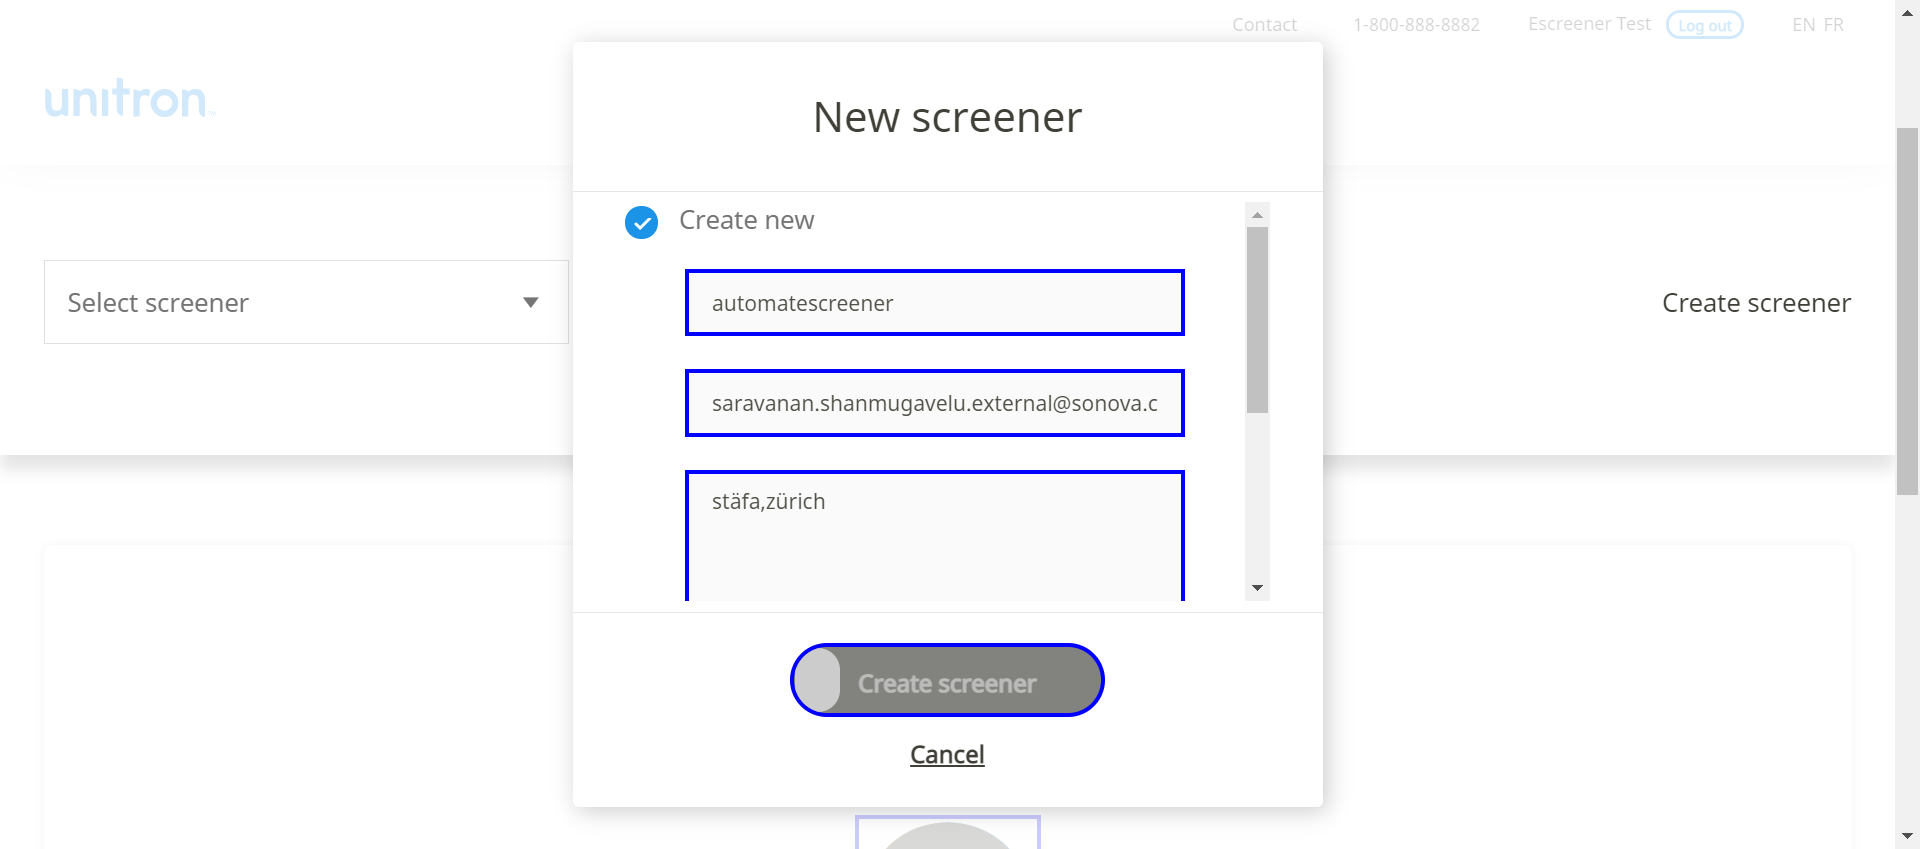 Contact 1-800-888-8882 Escreener Test Log out EN FR
unitron
New screener
Create new
Select screener
automatescreener
Create screener
saravanan.shanmugavelu.external@sonova.c
stäfa,zürich
Create screener
Cancel